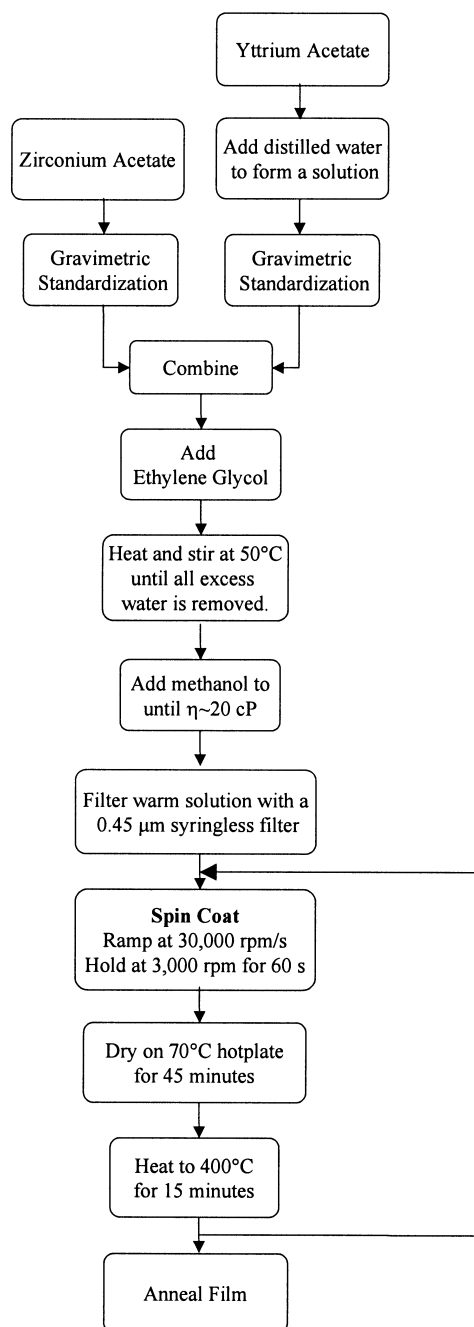 Yttrium Acetate
Zirconium Acetate
Add distilled water
to form a solution
Gravimetric
Standardization
Gravimetric
Standardization
Combine
Add
Ethylene Glycol
Heat and stir at 50°C
until all excess
water is removed.
Add methanol to
until η~20 cP
Filter warm solution with a
0.45 μm syringless filter
Spin Coat
Ramp at 30,000 rpm/s
Hold at 3,000 rpm for 60 s
Dry on 70°C hotplate
for 45 minutes
Heat to 400°C
for 15 minutes
Anneal Film